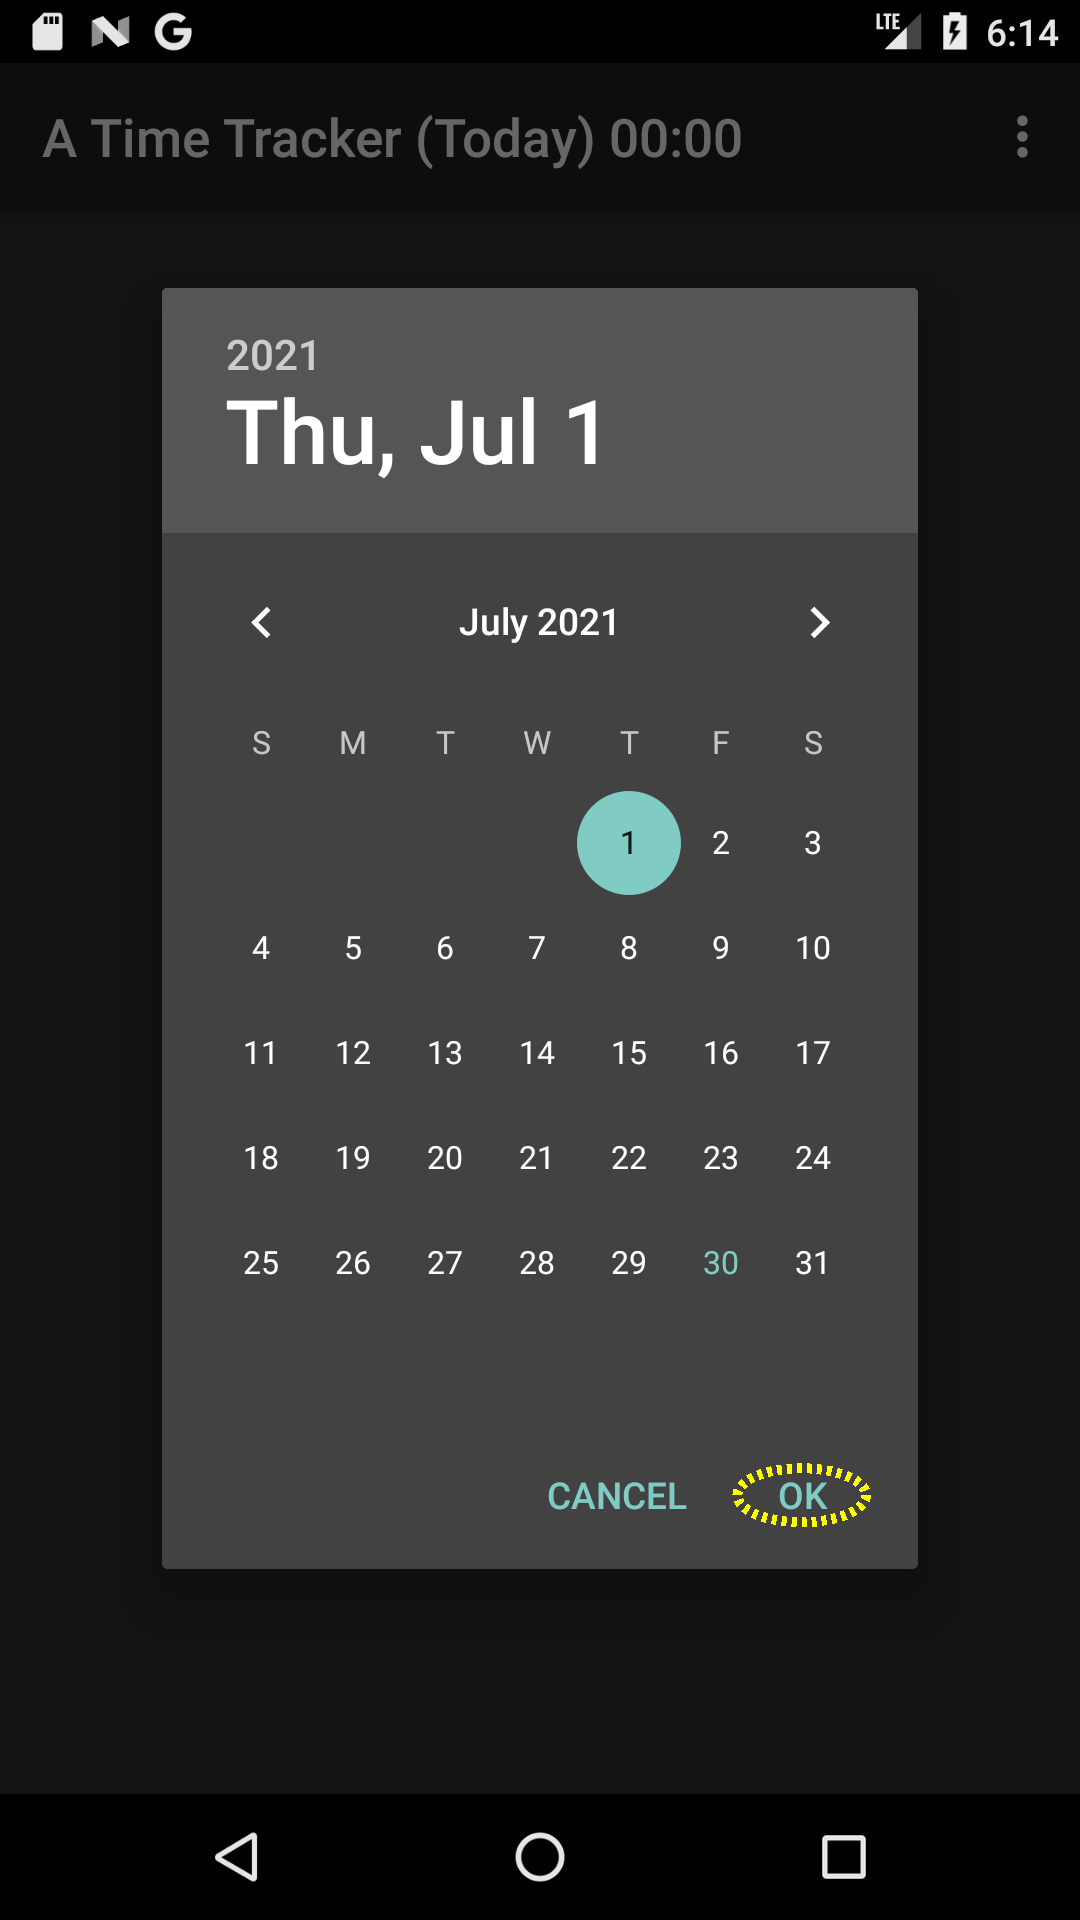 LTE 6:14
A Time Tracker (Today) 00:00
2021
Thu, Jul 1
July 2021
S M T W T F S
1 2 3
4 5 6 7 8 9 10
11 12 13 14 15 16 17
18 19 20 21 22 23 24
25 26 27 28 29 30 31
CANCEL OK